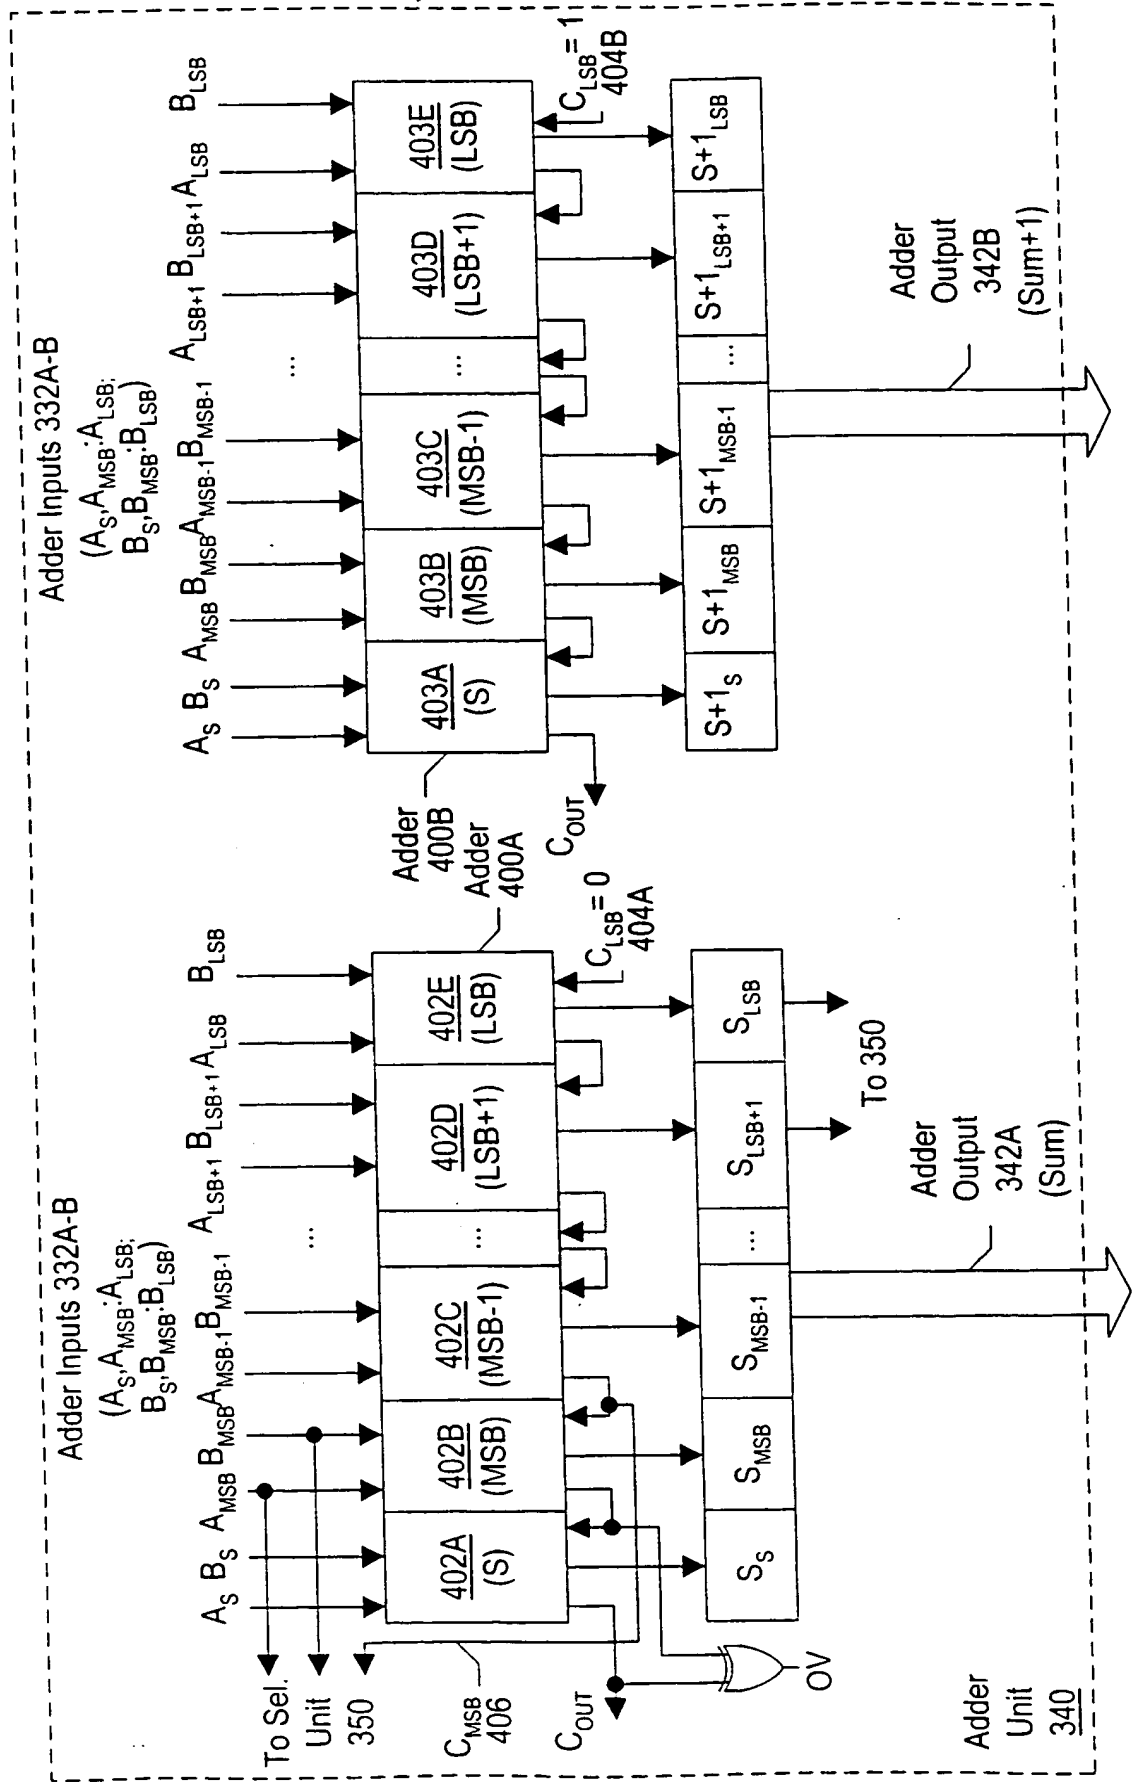 Adder Inputs 332A-B
(A_S,A_MSB:A_LSB;
B_S,B_MSB:B_LSB)
A_S B_S A_MSB B_MSB A_MSB-1 B_MSB-1 ... A_LSB+1 B_LSB+1 A_LSB B_LSB
To Sel.
Unit
350
402A
(S)
402B
(MSB)
402C
(MSB-1)
...
402D
(LSB+1)
402E
(LSB)
Adder
400A
C_MSB
406
C_OUT
C_LSB = 0
404A
OV
S_S S_MSB S_MSB-1 ... S_LSB+1 S_LSB
To 350
Adder
Output
342A
(Sum)
Adder Inputs 332A-B
(A_S,A_MSB:A_LSB;
B_S,B_MSB:B_LSB)
A_S B_S A_MSB B_MSB A_MSB-1 B_MSB-1 ... A_LSB+1 B_LSB+1 A_LSB B_LSB
Adder
400B
403A
(S)
403B
(MSB)
403C
(MSB-1)
...
403D
(LSB+1)
403E
(LSB)
C_OUT
C_LSB = 1
404B
S+1_S S+1_MSB S+1_MSB-1 ... S+1_LSB+1 S+1_LSB
Adder
Output
342B
(Sum+1)
Adder
Unit
340